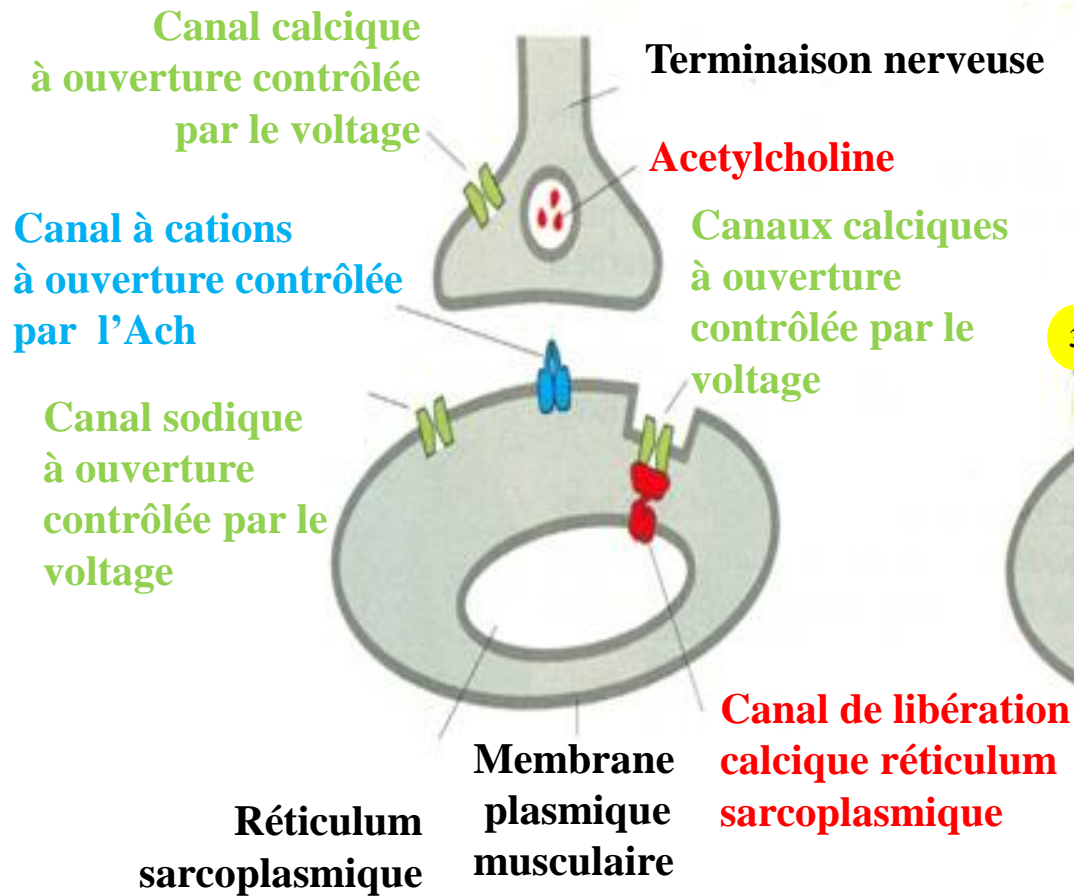 Canal calcique
à ouverture contrôlée
par le voltage
Terminaison nerveuse
Acetylcholine
Canal à cations
à ouverture contrôlée
par l'Ach
Canaux calciques
à ouverture
contrôlée par le
voltage
3
Canal sodique
à ouverture
contrôlée par le
voltage
Canal de libération
calcique réticulum
sarcoplasmique
Membrane
plasmique
musculaire
Réticulum
sarcoplasmique